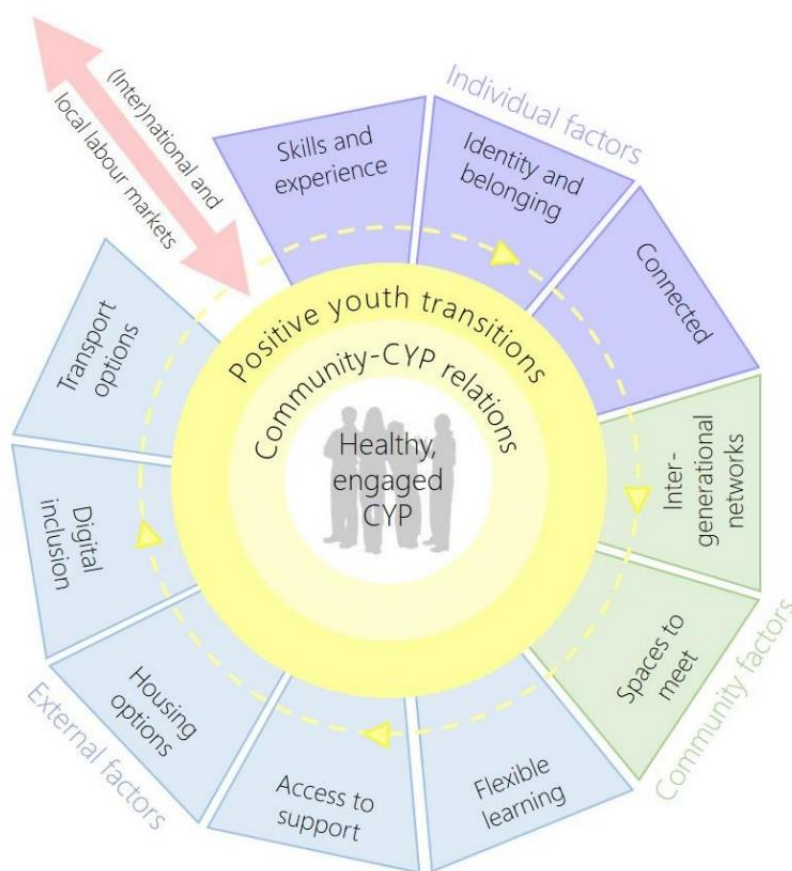 (Inter)national and
local labour markets
Individual factors
Skills and
experience
Identity and
belonging
Connected
Inter-
generational
networks
Spaces to
meet
Community factors
Flexible
learning
Access to
support
Housing
options
External factors
Digital
inclusion
Transport
options
Positive youth transitions
Community-CYP relations
Healthy,
engaged
CYP